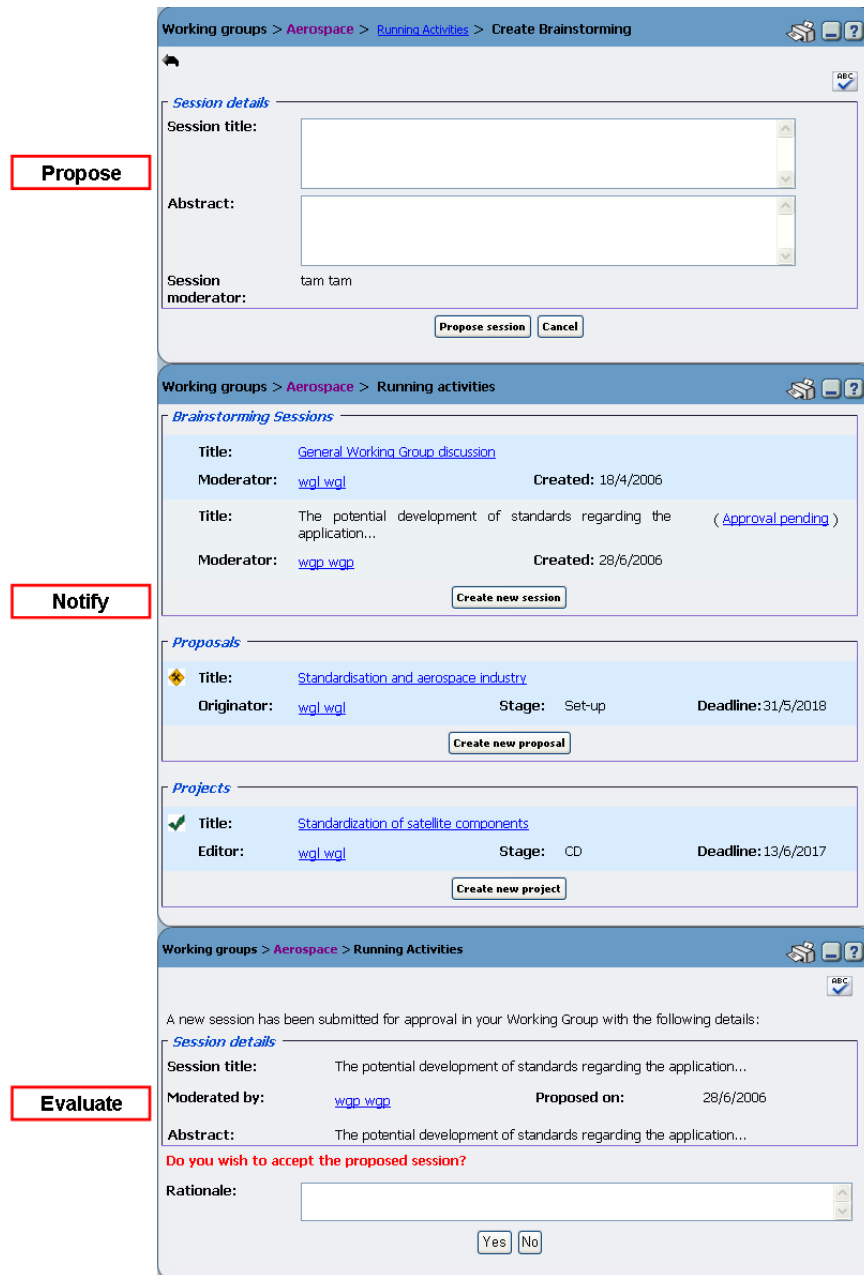 Working groups > Aerospace > Running Activities > Create Brainstorming
?
ABC
Session details
Session title:
Propose
Abstract:
Session moderator:
tam tam
Propose session Cancel
Working groups > Aerospace > Running activities
?
Brainstorming Sessions
Title: General Working Group discussion
Moderator: wgl wgl Created: 18/4/2006
Title: The potential development of standards regarding the application... ( Approval pending )
Moderator: wgp wgp Created: 28/6/2006
Notify
Create new session
Proposals
Title: Standardisation and aerospace industry
Originator: wgl wgl Stage: Set-up Deadline: 31/5/2018
Create new proposal
Projects
Title: Standardization of satellite components
Editor: wgl wgl Stage: CD Deadline: 13/6/2017
Create new project
Working groups > Aerospace > Running Activities
?
ABC
A new session has been submitted for approval in your Working Group with the following details:
Session details
Session title: The potential development of standards regarding the application...
Evaluate
Moderated by: wgp wgp Proposed on: 28/6/2006
Abstract: The potential development of standards regarding the application...
Do you wish to accept the proposed session?
Rationale:
Yes No